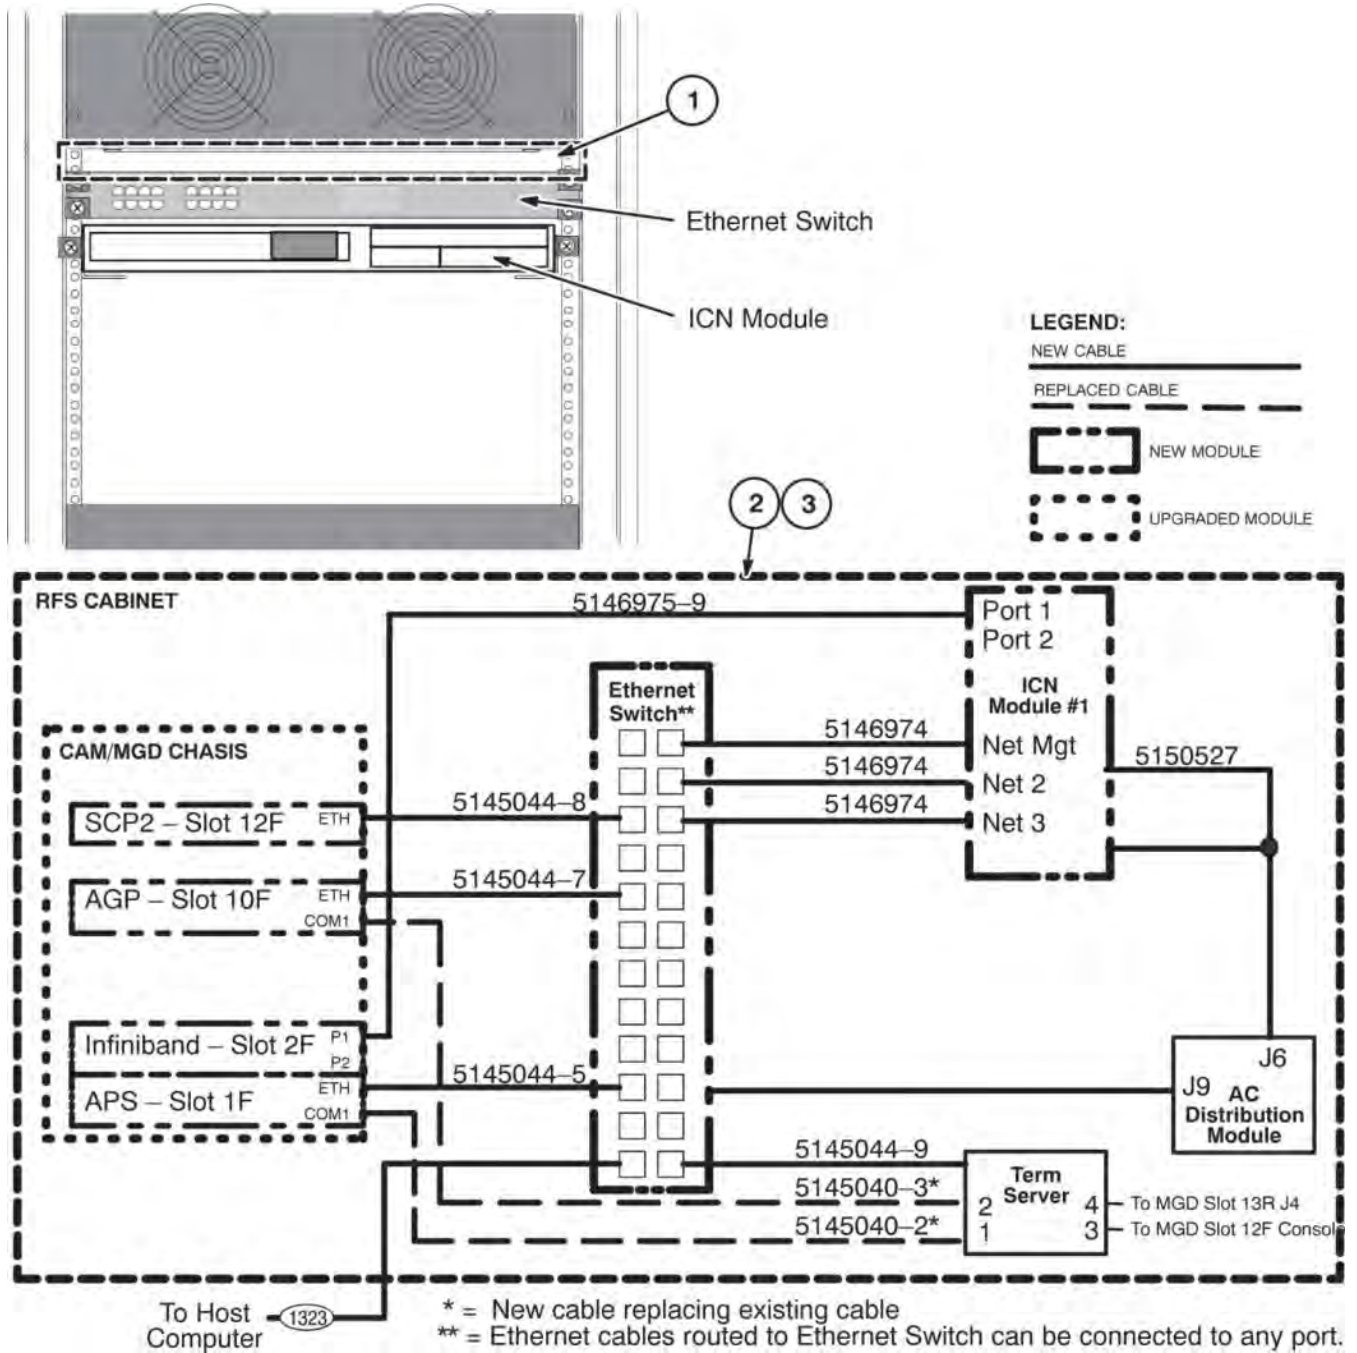 1
Ethernet Switch
ICN Module
LEGEND:
NEW CABLE
REPLACED CABLE
NEW MODULE
UPGRADED MODULE
2 3
RFS CABINET
5146975–9
Port 1
Port 2
ICN
Module #1
Net Mgt
Net 2
Net 3
Ethernet
Switch**
5146974
5146974
5146974
5150527
CAM/MGD CHASIS
SCP2 – Slot 12F ETH
5145044–8
AGP – Slot 10F ETH
COM1
5145044–7
Infiniband – Slot 2F P1
P2
APS – Slot 1F ETH
COM1
5145044–5
J6
J9 AC
Distribution
Module
5145044–9
5145040–3*
5145040–2*
Term
Server
2 4
1 3
To MGD Slot 13R J4
To MGD Slot 12F Consol
To Host
Computer
1323
* = New cable replacing existing cable
** = Ethernet cables routed to Ethernet Switch can be connected to any port.